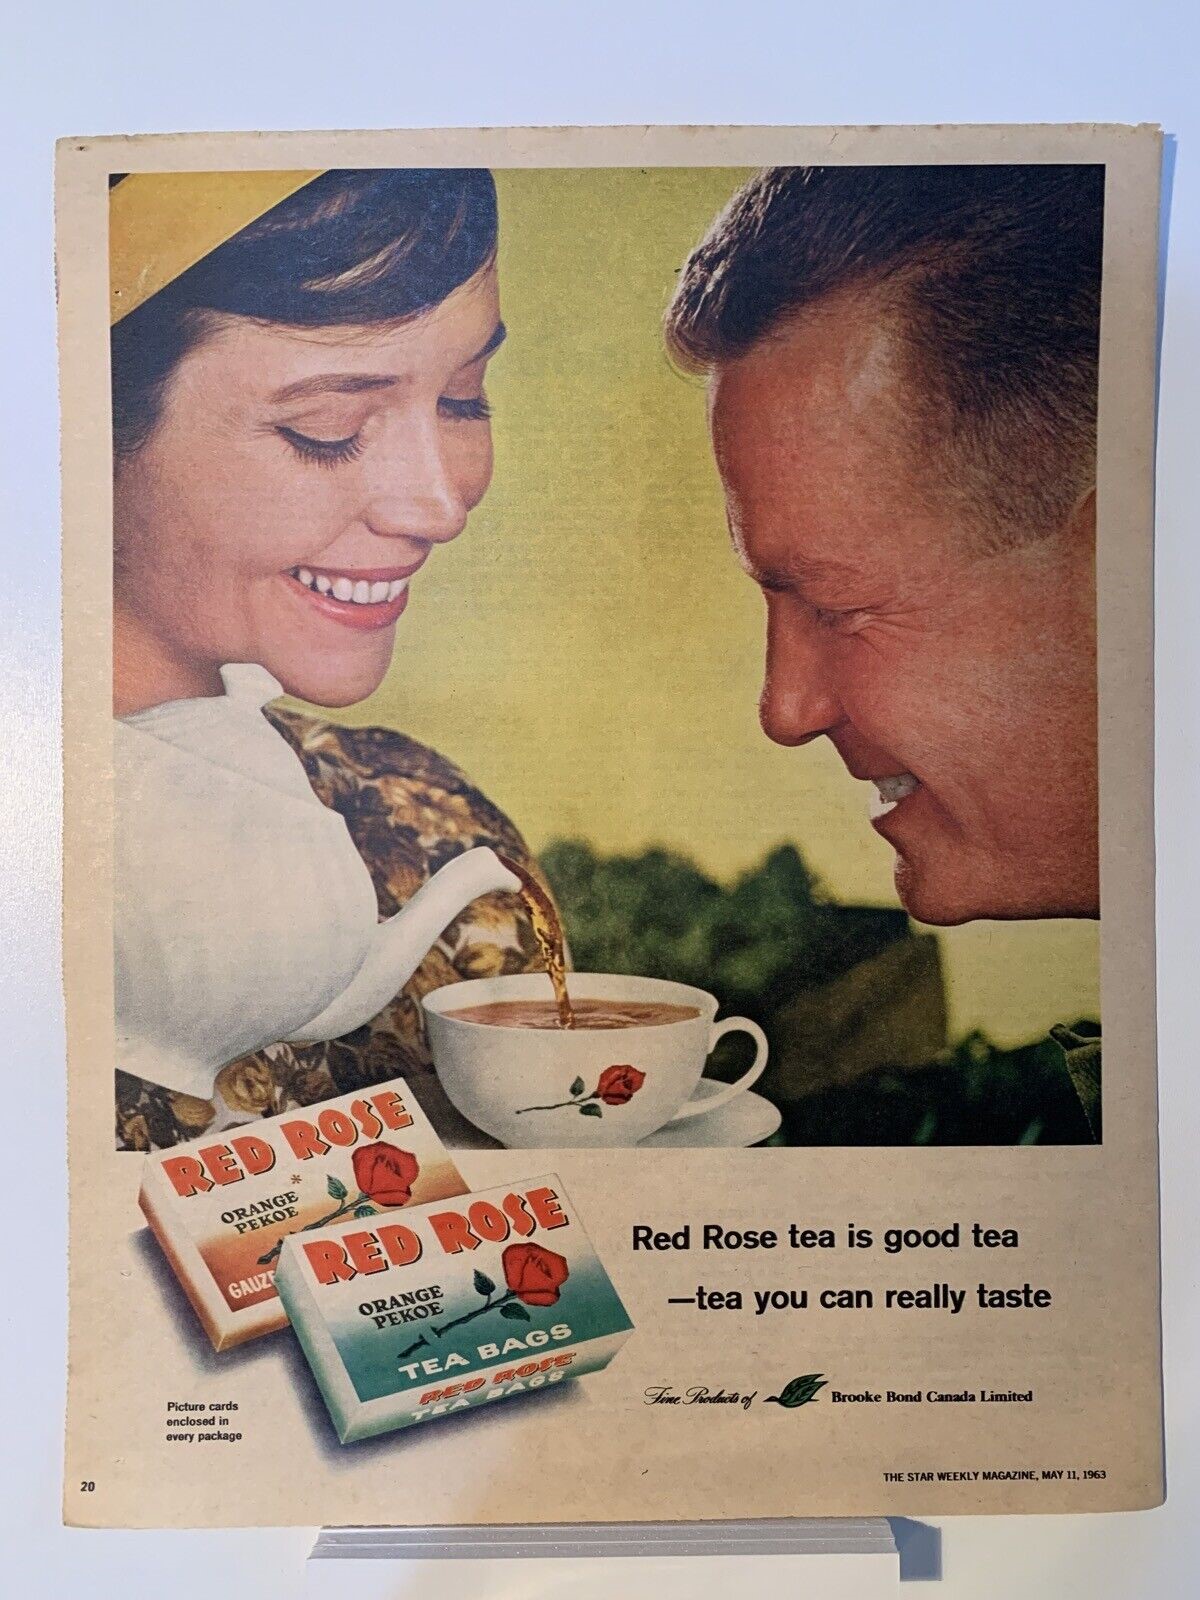 RED ROSE
*
ORANGE
PEKOE
GAUZE
RED ROSE
ORANGE
PEKOE
TEA BAGS
RED ROSE
TEA BAGS
Red Rose tea is good tea
—tea you can really taste
Fine Products of Brooke Bond Canada Limited
Picture cards
enclosed in
every package
20
THE STAR WEEKLY MAGAZINE, MAY 11, 1963